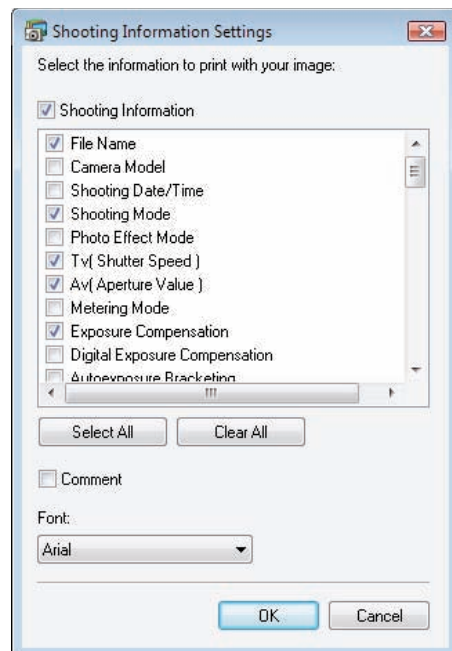 Shooting Information Settings
Select the information to print with your image:
Shooting Information
File Name
Camera Model
Shooting Date/Time
Shooting Mode
Photo Effect Mode
Tv( Shutter Speed )
Av( Aperture Value )
Metering Mode
Exposure Compensation
Digital Exposure Compensation
Autoexposure Bracketing
Select All Clear All
Comment
Font:
Arial
OK Cancel